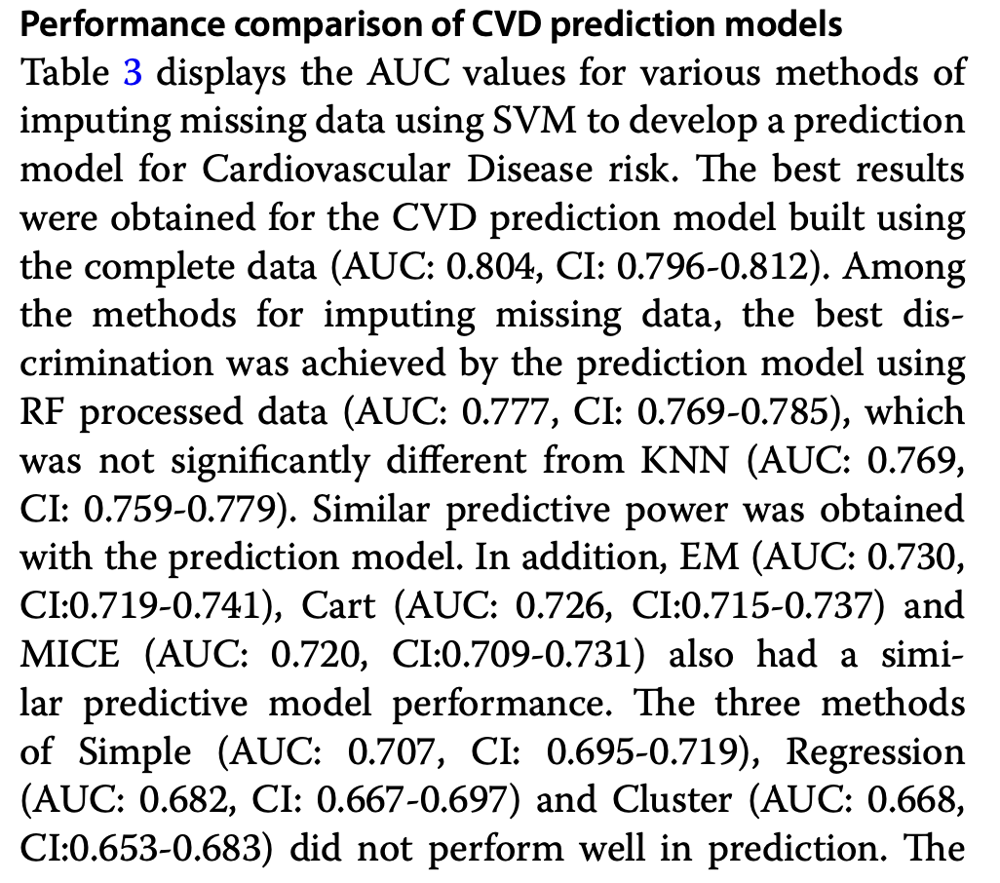 Performance comparison of CVD prediction models
Table 3 displays the AUC values for various methods of
imputing missing data using SVM to develop a prediction
model for Cardiovascular Disease risk. The best results
were obtained for the CVD prediction model built using
the complete data (AUC: 0.804, CI: 0.796-0.812). Among
the methods for imputing missing data, the best dis-
crimination was achieved by the prediction model using
RF processed data (AUC: 0.777, CI: 0.769-0.785), which
was not significantly different from KNN (AUC: 0.769,
CI: 0.759-0.779). Similar predictive power was obtained
with the prediction model. In addition, EM (AUC: 0.730,
CI:0.719-0.741), Cart (AUC: 0.726, CI:0.715-0.737) and
MICE (AUC: 0.720, CI:0.709-0.731) also had a simi-
lar predictive model performance. The three methods
of Simple (AUC: 0.707, CI: 0.695-0.719), Regression
(AUC: 0.682, CI: 0.667-0.697) and Cluster (AUC: 0.668,
CI:0.653-0.683) did not perform well in prediction. The